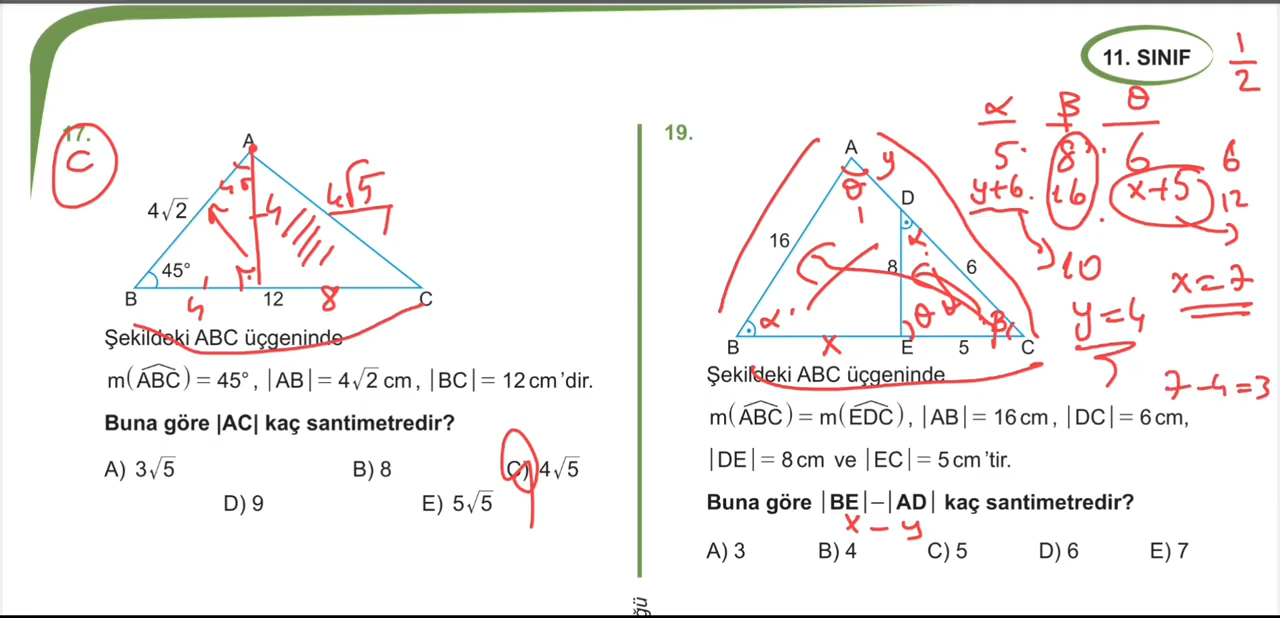 11. SINIF
1
2
17.
C
A
45
4√2
4
4√5
45°
B
4
12
8
C
Şekildeki ABC üçgeninde
m(ABC) = 45°, |AB| = 4√2 cm, |BC| = 12 cm'dir.
Buna göre |AC| kaç santimetredir?
A) 3√5
B) 8
C) 4√5
D) 9
E) 5√5
19.
α β θ
5 8 6 6
y+6 16 x+5 12
10
x=7
y=4
7-4=3
A
y
θ
D
α
16
8
6
α
θ
β
B
x
E
5
C
Şekildeki ABC üçgeninde
m(ABC) = m(EDC), |AB| = 16 cm, |DC| = 6 cm,
|DE| = 8 cm ve |EC| = 5 cm'tir.
Buna göre |BE|−|AD| kaç santimetredir?
x − y
A) 3
B) 4
C) 5
D) 6
E) 7